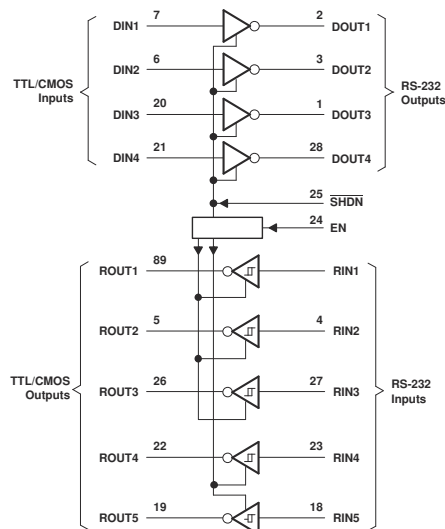 DIN1 7 2 DOUT1
DIN2 6 3 DOUT2
TTL/CMOS Inputs
RS-232 Outputs
DIN3 20 1 DOUT3
DIN4 21 28 DOUT4
25 SHDN
24 EN
ROUT1 89 RIN1
ROUT2 5 4 RIN2
TTL/CMOS Outputs
ROUT3 26 27 RIN3
RS-232 Inputs
ROUT4 22 23 RIN4
ROUT5 19 18 RIN5